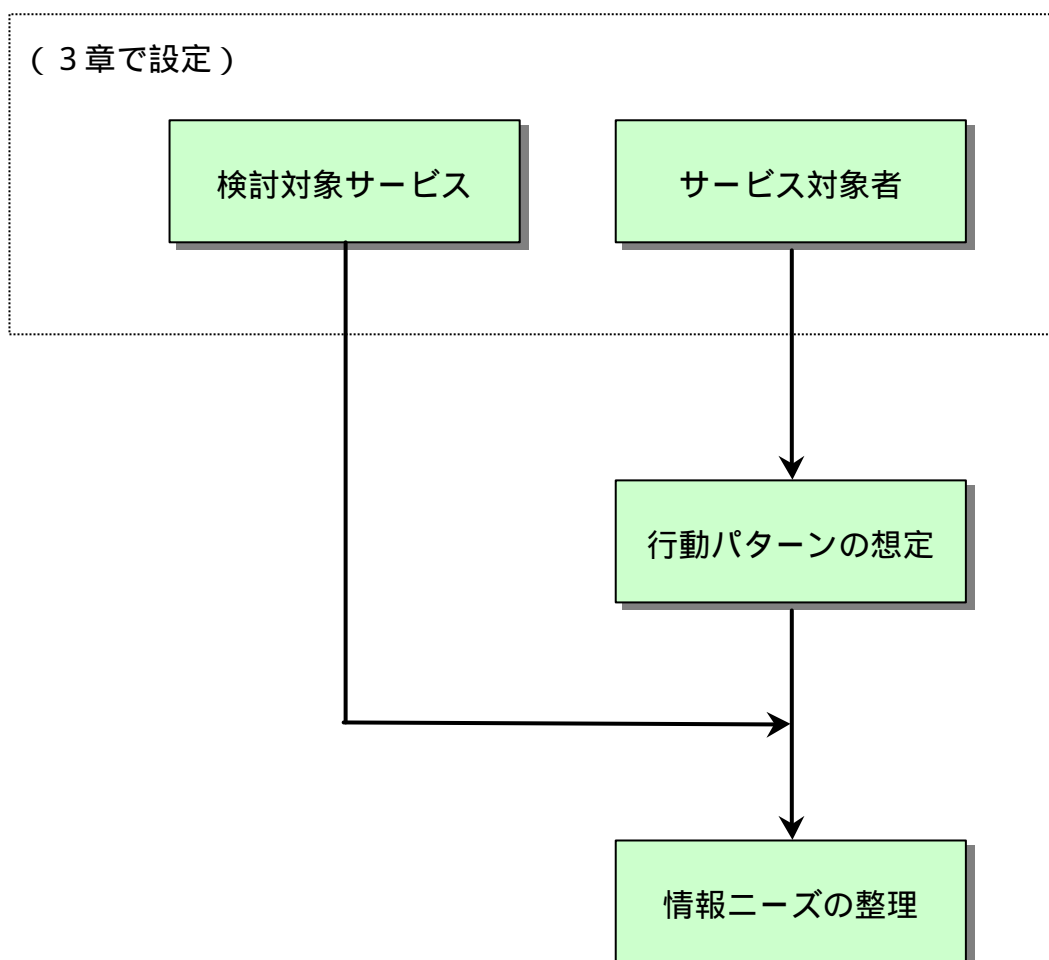 （３章で設定）
検討対象サービス
サービス対象者
行動パターンの想定
情報ニーズの整理